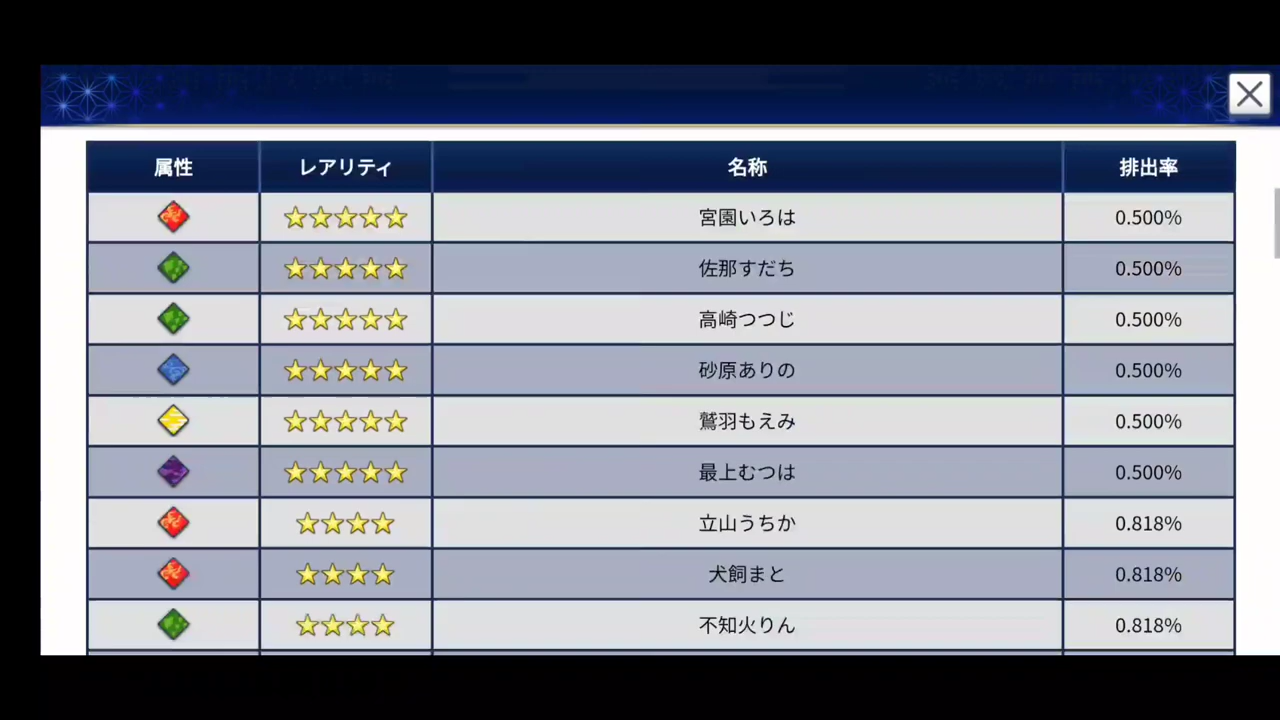 属性 レアリティ 名称 排出率
★★★★★ 宮園いろは 0.500%
★★★★★ 佐那すだち 0.500%
★★★★★ 高崎つつじ 0.500%
★★★★★ 砂原ありの 0.500%
★★★★★ 鷲羽もえみ 0.500%
★★★★★ 最上むつは 0.500%
★★★★ 立山うちか 0.818%
★★★★ 犬飼まと 0.818%
★★★★ 不知火りん 0.818%